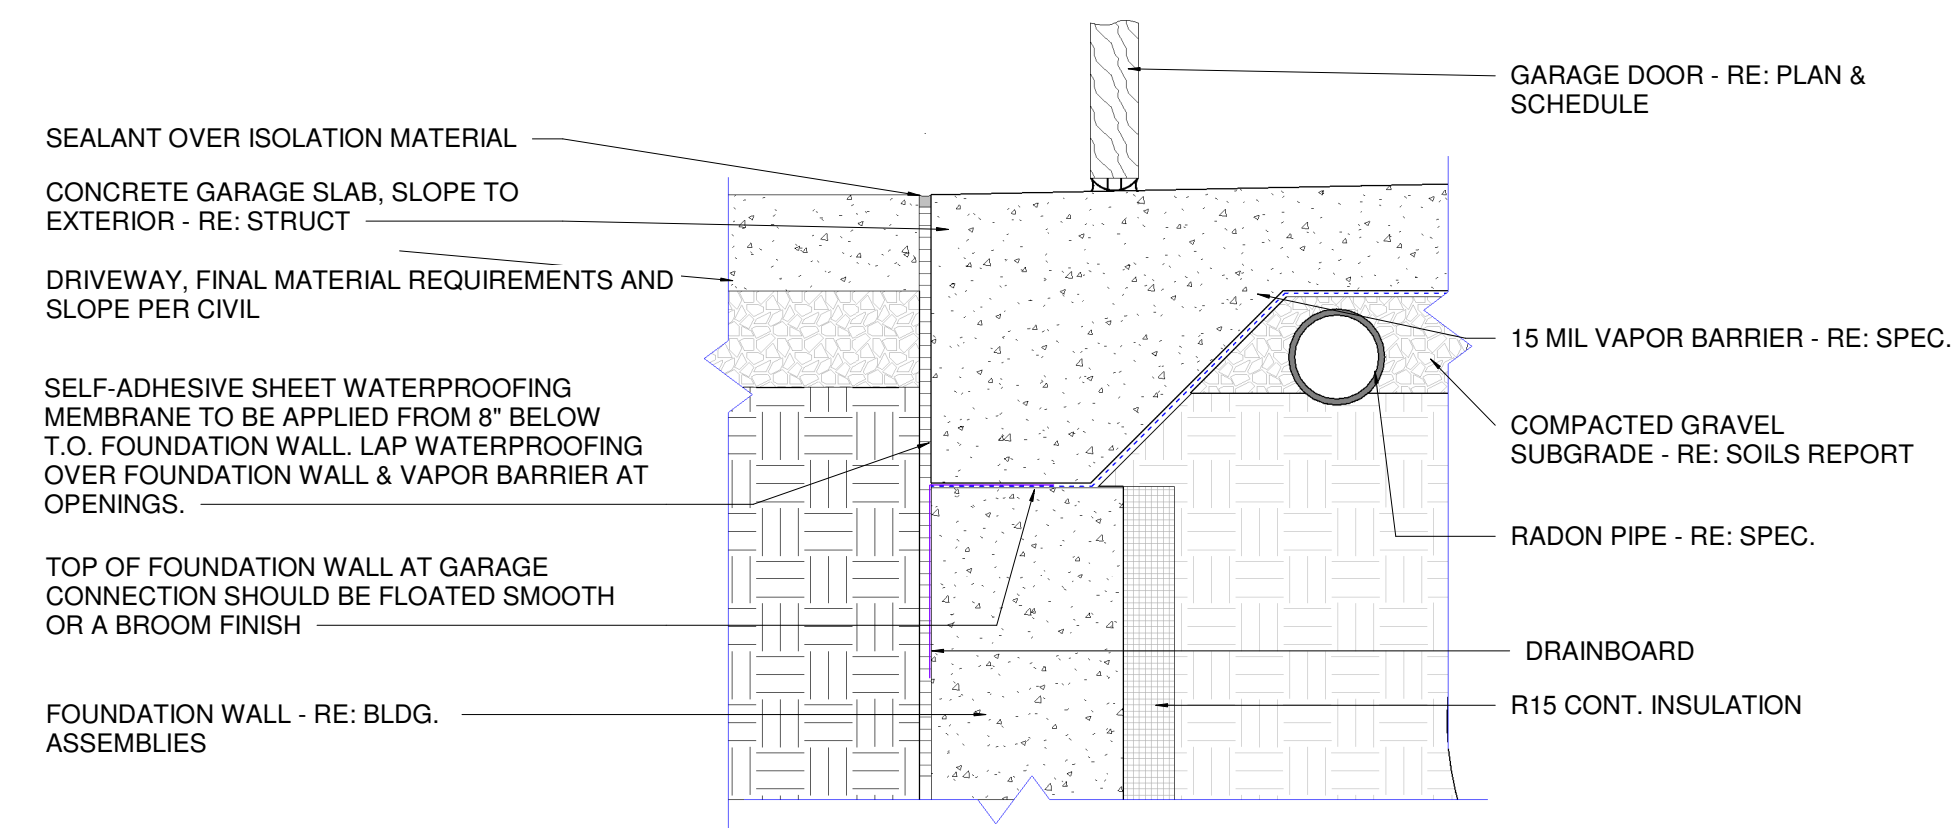 SEALANT OVER ISOLATION MATERIAL
CONCRETE GARAGE SLAB, SLOPE TO
EXTERIOR - RE: STRUCT
DRIVEWAY, FINAL MATERIAL REQUIREMENTS AND
SLOPE PER CIVIL
SELF-ADHESIVE SHEET WATERPROOFING
MEMBRANE TO BE APPLIED FROM 8" BELOW
T.O. FOUNDATION WALL. LAP WATERPROOFING
OVER FOUNDATION WALL & VAPOR BARRIER AT
OPENINGS.
TOP OF FOUNDATION WALL AT GARAGE
CONNECTION SHOULD BE FLOATED SMOOTH
OR A BROOM FINISH
FOUNDATION WALL - RE: BLDG.
ASSEMBLIES
GARAGE DOOR - RE: PLAN &
SCHEDULE
15 MIL VAPOR BARRIER - RE: SPEC.
COMPACTED GRAVEL
SUBGRADE - RE: SOILS REPORT
RADON PIPE - RE: SPEC.
DRAINBOARD
R15 CONT. INSULATION